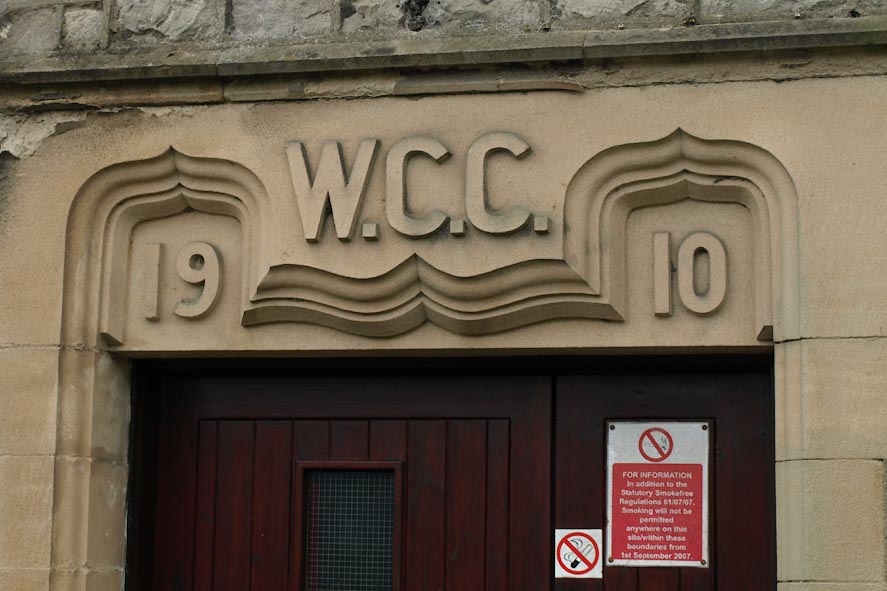 W.C.C.
19 10
FOR INFORMATION
In addition to the
Statutory Smokefree
Regulations 01/07/07.
Smoking will not be
permitted
anywhere on this
site/within these
boundaries from
1st September 2007.